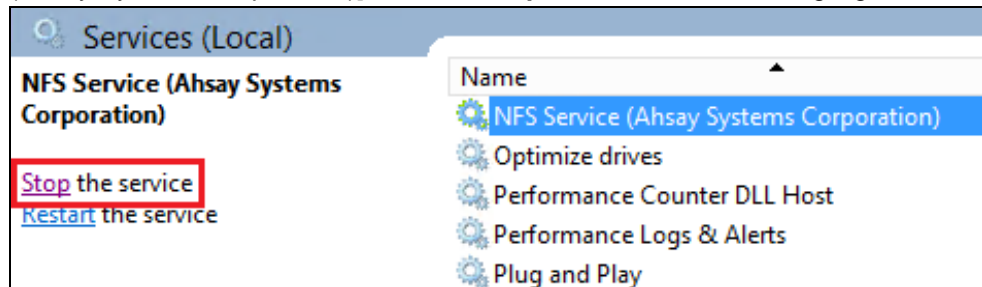 Services (Local)
NFS Service (Ahsay Systems
Corporation)
Stop the service
Restart the service
Name
NFS Service (Ahsay Systems Corporation)
Optimize drives
Performance Counter DLL Host
Performance Logs & Alerts
Plug and Play